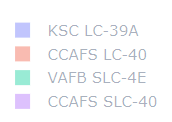 KSC LC-39A
CCAFS LC-40
VAFB SLC-4E
CCAFS SLC-40